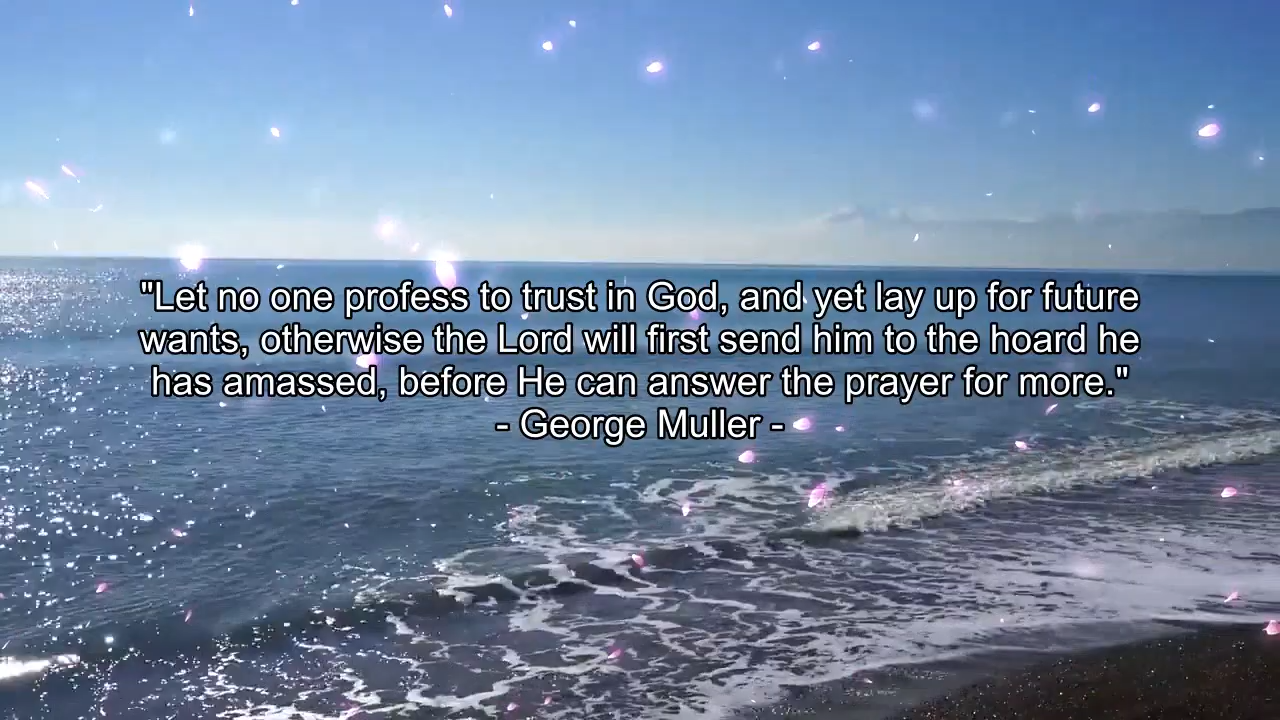 "Let no one profess to trust in God, and yet lay up for future
wants, otherwise the Lord will first send him to the hoard he
has amassed, before He can answer the prayer for more."
- George Muller -